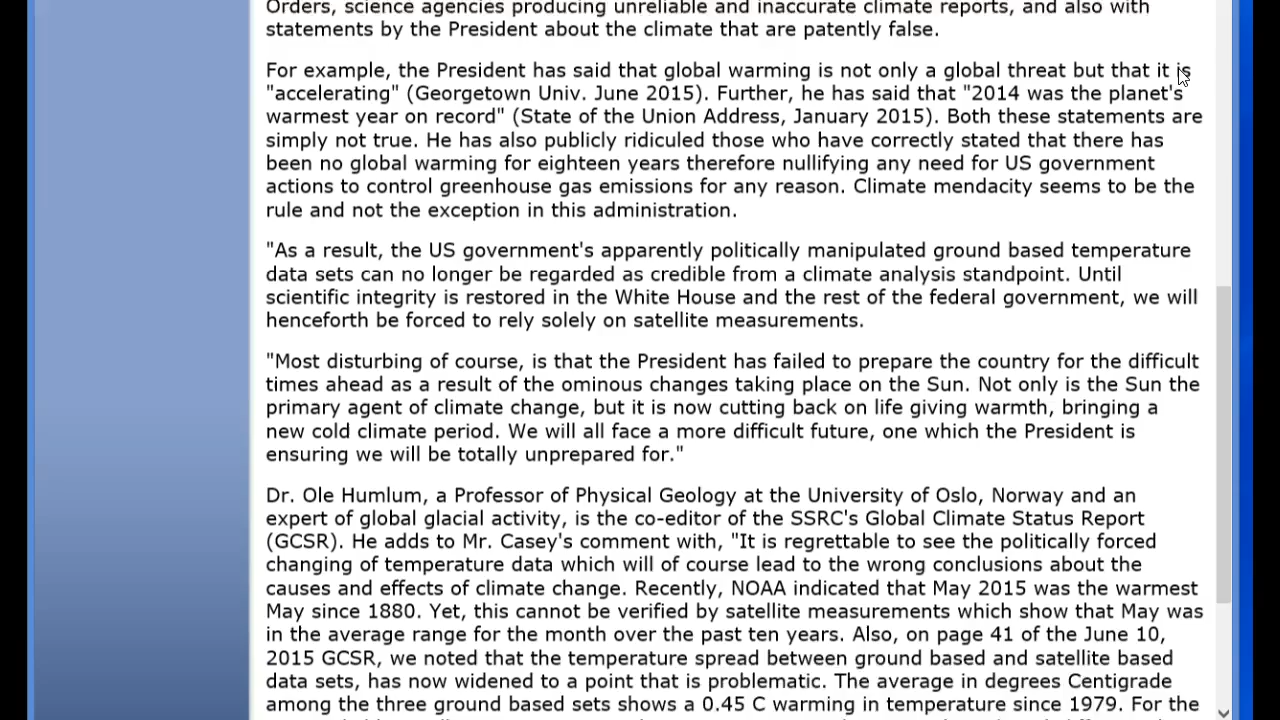 Orders, science agencies producing unreliable and inaccurate climate reports, and also with
statements by the President about the climate that are patently false.
For example, the President has said that global warming is not only a global threat but that it is
"accelerating" (Georgetown Univ. June 2015). Further, he has said that "2014 was the planet's
warmest year on record" (State of the Union Address, January 2015). Both these statements are
simply not true. He has also publicly ridiculed those who have correctly stated that there has
been no global warming for eighteen years therefore nullifying any need for US government
actions to control greenhouse gas emissions for any reason. Climate mendacity seems to be the
rule and not the exception in this administration.
"As a result, the US government's apparently politically manipulated ground based temperature
data sets can no longer be regarded as credible from a climate analysis standpoint. Until
scientific integrity is restored in the White House and the rest of the federal government, we will
henceforth be forced to rely solely on satellite measurements.
"Most disturbing of course, is that the President has failed to prepare the country for the difficult
times ahead as a result of the ominous changes taking place on the Sun. Not only is the Sun the
primary agent of climate change, but it is now cutting back on life giving warmth, bringing a
new cold climate period. We will all face a more difficult future, one which the President is
ensuring we will be totally unprepared for."
Dr. Ole Humlum, a Professor of Physical Geology at the University of Oslo, Norway and an
expert of global glacial activity, is the co-editor of the SSRC's Global Climate Status Report
(GCSR). He adds to Mr. Casey's comment with, "It is regrettable to see the politically forced
changing of temperature data which will of course lead to the wrong conclusions about the
causes and effects of climate change. Recently, NOAA indicated that May 2015 was the warmest
May since 1880. Yet, this cannot be verified by satellite measurements which show that May was
in the average range for the month over the past ten years. Also, on page 41 of the June 10,
2015 GCSR, we noted that the temperature spread between ground based and satellite based
data sets, has now widened to a point that is problematic. The average in degrees Centigrade
among the three ground based sets shows a 0.45 C warming in temperature since 1979. For the